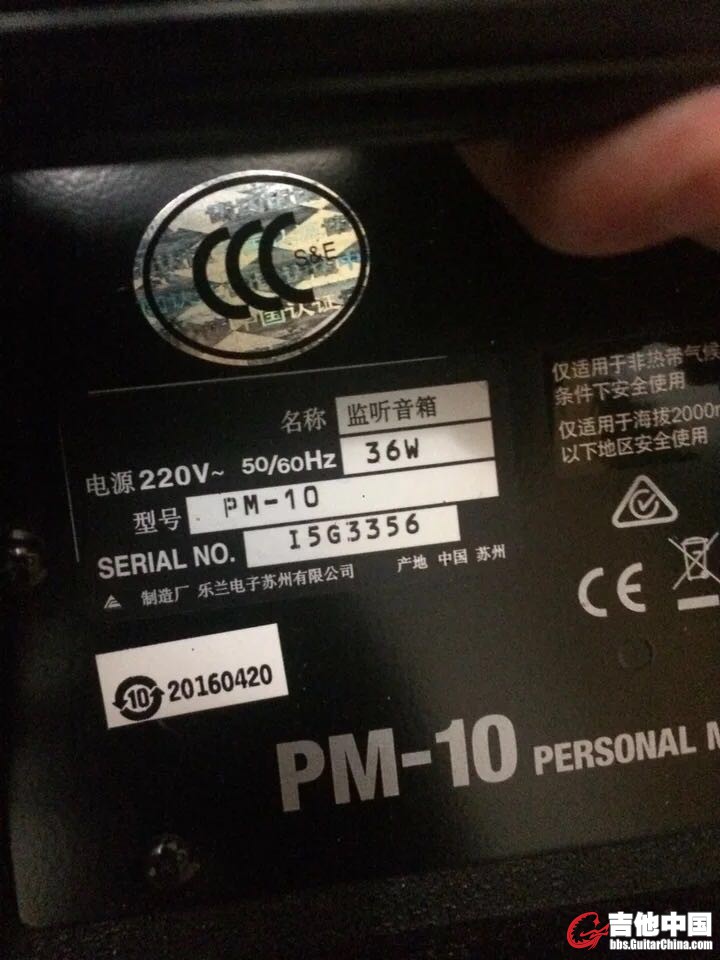 CCC S&E
中国认证
仅适用于非热带气候
条件下安全使用
仅适用于海拔2000m
以下地区安全使用
名称 监听音箱
电源 220V~ 50/60Hz 36W
型号 PM-10
SERIAL NO. I5G3356
制造厂 乐兰电子苏州有限公司 产地 中国 苏州
CE
10 20160420
PM-10 PERSONAL M
吉他中国
bbs.GuitarChina.com